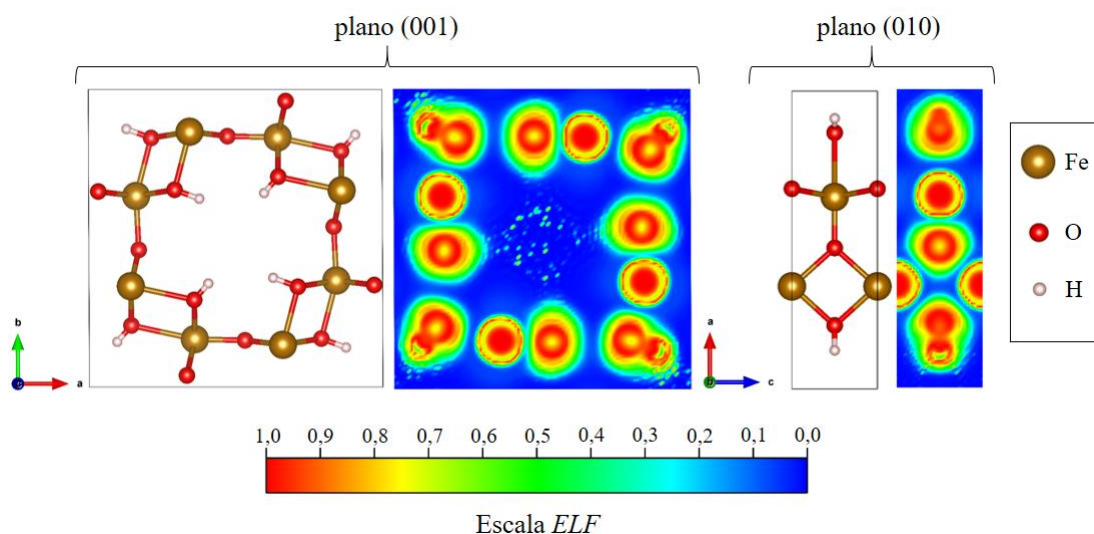 plano (001)
plano (010)
b
a
c
a
c
Fe
O
H
1,0 0,9 0,8 0,7 0,6 0,5 0,4 0,3 0,2 0,1 0,0
Escala ELF